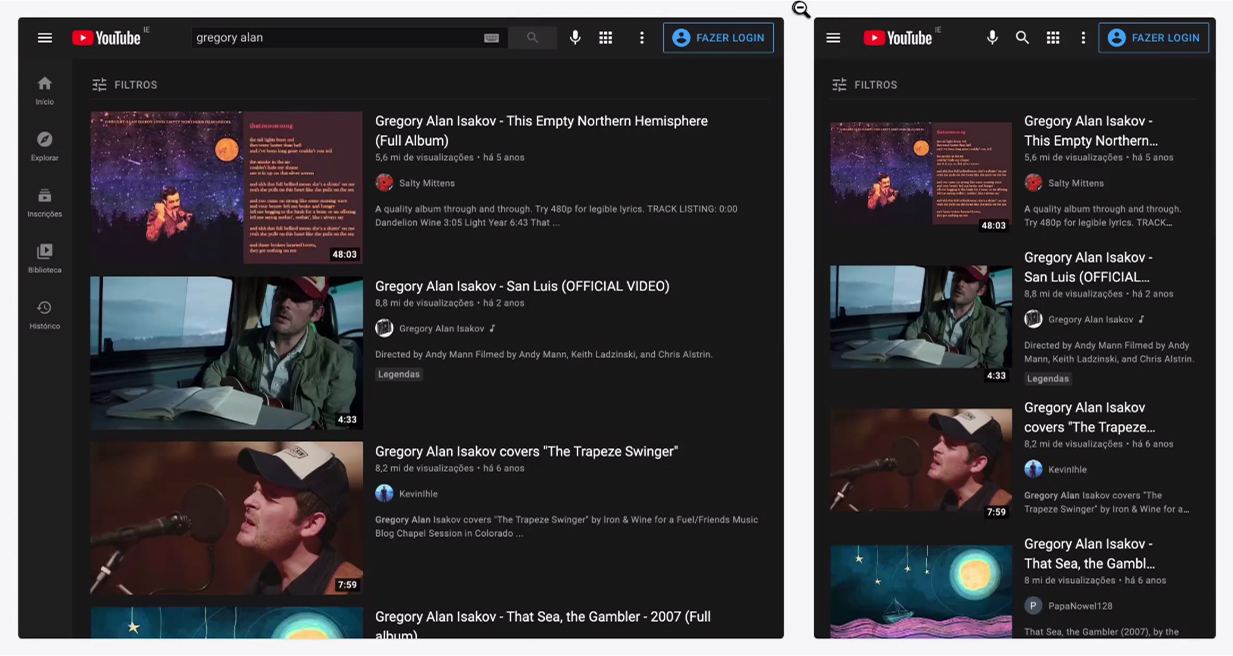 YouTube IE
gregory alan
FAZER LOGIN
Início
Explorar
Inscrições
Biblioteca
Histórico
FILTROS
48:03
Gregory Alan Isakov - This Empty Northern Hemisphere
(Full Album)
5,6 mi de visualizações • há 5 anos
Salty Mittens
A quality album through and through. Try 480p for legible lyrics. TRACK LISTING: 0:00
Dandelion Wine 3:05 Light Year 6:43 That ...
4:33
Gregory Alan Isakov - San Luis (OFFICIAL VIDEO)
8,8 mi de visualizações • há 2 anos
Gregory Alan Isakov
Directed by Andy Mann Filmed by Andy Mann, Keith Ladzinski, and Chris Alstrin.
Legendas
7:59
Gregory Alan Isakov covers "The Trapeze Swinger"
8,2 mi de visualizações • há 6 anos
KevinIhle
Gregory Alan Isakov covers "The Trapeze Swinger" by Iron & Wine for a Fuel/Friends Music
Blog Chapel Session in Colorado ...
Gregory Alan Isakov - That Sea, the Gambler - 2007 (Full
album)
YouTube IE
FAZER LOGIN
FILTROS
48:03
Gregory Alan Isakov -
This Empty Northern...
5,6 mi de visualizações • há 5 anos
Salty Mittens
A quality album through and through.
Try 480p for legible lyrics. TRACK...
4:33
Gregory Alan Isakov -
San Luis (OFFICIAL...
8,8 mi de visualizações • há 2 anos
Gregory Alan Isakov
Directed by Andy Mann Filmed by Andy
Mann, Keith Ladzinski, and Chris Alstrin.
Legendas
7:59
Gregory Alan Isakov
covers "The Trapeze...
8,2 mi de visualizações • há 6 anos
KevinIhle
Gregory Alan Isakov covers "The
Trapeze Swinger" by Iron & Wine for a...
Gregory Alan Isakov -
That Sea, the Gambl...
8 mi de visualizações • há 6 anos
P PapaNowel128
That Sea, the Gambler (2007), by the